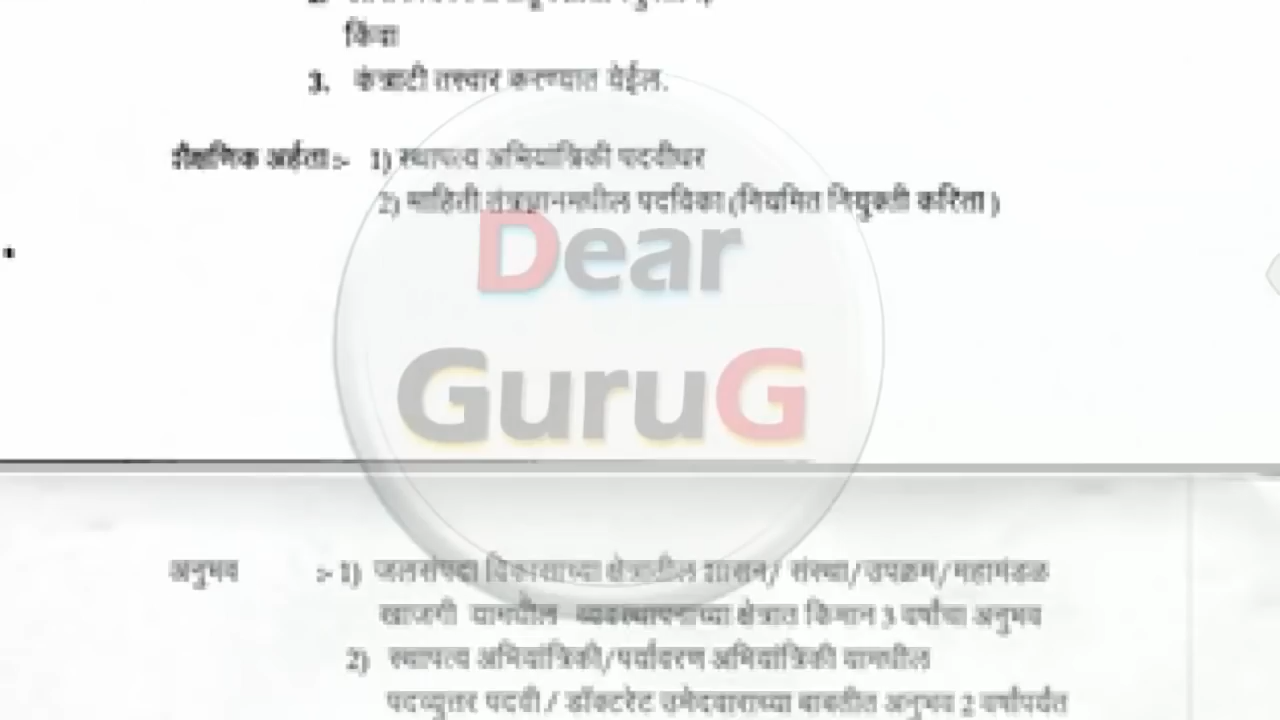 किंवा
3. कंत्राटी तत्वार करण्यात येईल.
शैक्षणिक अर्हता :- 1) स्थापत्य अभियांत्रिकी पदवीधर
2) माहिती तंत्रज्ञानमधील पदविका (नियमित नियुक्ती करिता )
Dear
GuruG
अनुभव :- 1) जलसंपदा विकासाच्या क्षेत्रातील शासन/ संस्था/उपक्रम/महामंडळ
खाजगी यामधील व्यवस्थापनाच्या क्षेत्रात किमान 3 वर्षांचा अनुभव
2) स्थापत्य अभियांत्रिकी/पर्यावरण अभियांत्रिकी यामधील
पदव्युत्तर पदवी / डॉक्टरेट उमेदवाराच्या बाबतीत अनुभव 2 वर्षांपर्यंत